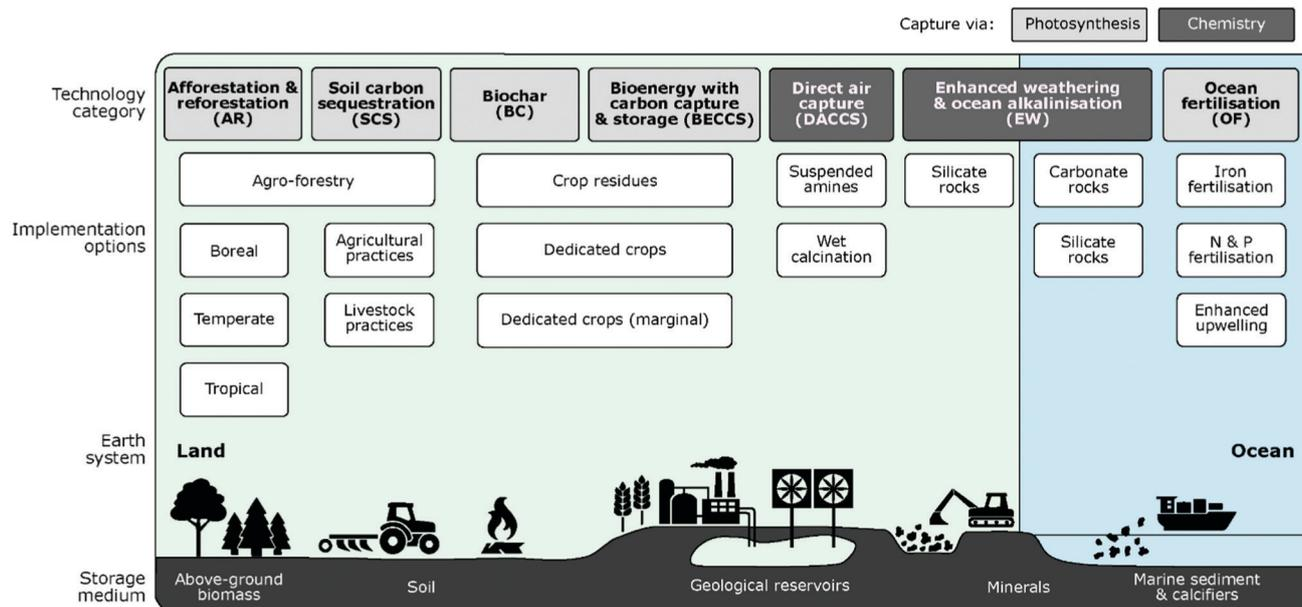 Capture via:
Photosynthesis
Chemistry
Technology
category
Afforestation &
reforestation
(AR)
Soil carbon
sequestration
(SCS)
Biochar
(BC)
Bioenergy with
carbon capture
& storage (BECCS)
Direct air
capture
(DACCS)
Enhanced weathering
& ocean alkalinisation
(EW)
Ocean
fertilisation
(OF)
Implementation
options
Agro-forestry
Crop residues
Suspended
amines
Silicate
rocks
Carbonate
rocks
Iron
fertilisation
Boreal
Agricultural
practices
Dedicated crops
Wet
calcination
Silicate
rocks
N & P
fertilisation
Temperate
Livestock
practices
Dedicated crops (marginal)
Enhanced
upwelling
Tropical
Earth
system
Land
Ocean
Storage
medium
Above-ground
biomass
Soil
Geological reservoirs
Minerals
Marine sediment
& calcifiers